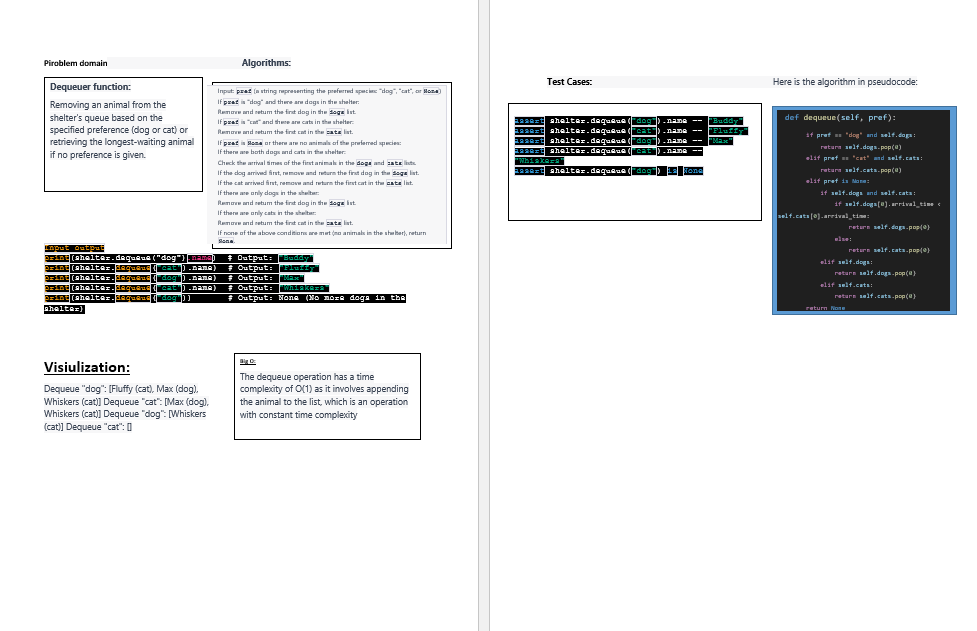 Piroblem domain
Algorithms:
Dequeuer function:
Removing an animal from the
shelter's queue based on the
specified preference (dog or cat) or
retrieving the longest-waiting animal
if no preference is given.
Input: pref (a string representing the preferred species: "dog", "cat", or None)
If pref is "dog" and there are dogs in the shelter:
Remove and return the first dog in the dogs list.
If pref is "cat" and there are cats in the shelter:
Remove and return the first cat in the cats list.
If pref is None or there are no animals of the preferred species:
If there are both dogs and cats in the shelter:
Check the arrival times of the first animals in the dogs and cats lists.
If the dog arrived first, remove and return the first dog in the dogs list.
If the cat arrived first, remove and return the first cat in the cats list.
If there are only dogs in the shelter:
Remove and return the first dog in the dogs list.
If there are only cats in the shelter:
Remove and return the first cat in the cats list.
If none of the above conditions are met (no animals in the shelter), return
None.
Input output
print(shelter.dequeue("dog").name) # Output: "Buddy"
print(shelter.dequeue("cat").name) # Output: "Fluffy"
print(shelter.dequeue("dog").name) # Output: "Max"
print(shelter.dequeue("cat").name) # Output: "Whiskers"
print(shelter.dequeue("dog")) # Output: None (No more dogs in the
shelter)
Visiulization:
Dequeue "dog": [Fluffy (cat), Max (dog),
Whiskers (cat)] Dequeue "cat": [Max (dog),
Whiskers (cat)] Dequeue "dog": [Whiskers
(cat)] Dequeue "cat": []
Big O:
The dequeue operation has a time
complexity of O(1) as it involves appending
the animal to the list, which is an operation
with constant time complexity
Test Cases:
assert shelter.dequeue("dog").name == "Buddy"
assert shelter.dequeue("cat").name == "Fluffy"
assert shelter.dequeue("dog").name == "Max"
assert shelter.dequeue("cat").name ==
"Whiskers"
assert shelter.dequeue("dog") is None
Here is the algorithm in pseudocode:
def dequeue(self, pref):
if pref == "dog" and self.dogs:
return self.dogs.pop(0)
elif pref == "cat" and self.cats:
return self.cats.pop(0)
elif pref is None:
if self.dogs and self.cats:
if self.dogs[0].arrival_time <
self.cats[0].arrival_time:
return self.dogs.pop(0)
else:
return self.cats.pop(0)
elif self.dogs:
return self.dogs.pop(0)
elif self.cats:
return self.cats.pop(0)
return None